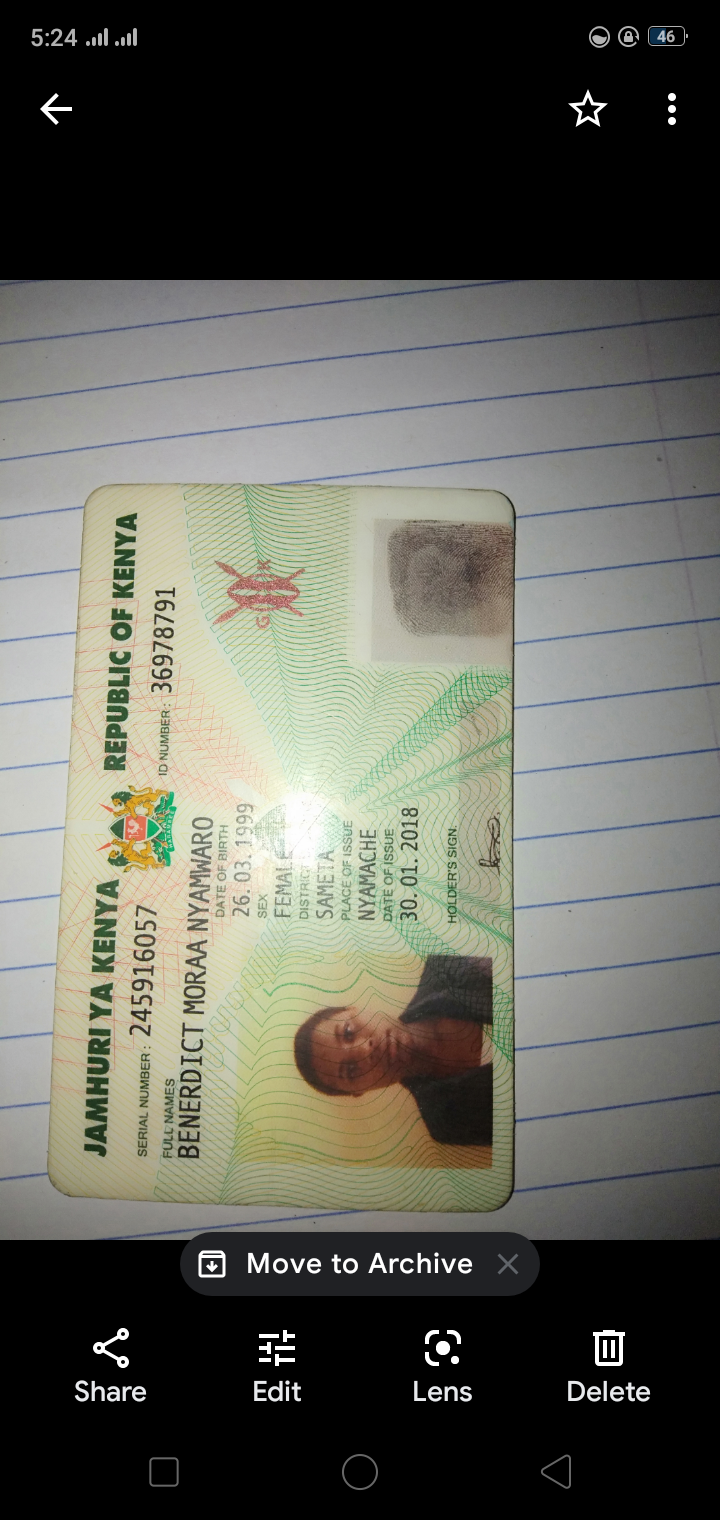 5:24
46
JAMHURI YA KENYA REPUBLIC OF KENYA
SERIAL NUMBER: 245916057 ID NUMBER: 36978791
FULL NAMES
BENERDICT MORAA NYAMWARO
DATE OF BIRTH
26.03.1999
SEX
FEMALE
DISTRICT
SAMETA
PLACE OF ISSUE
NYAMACHE
DATE OF ISSUE
30.01.2018
HOLDER'S SIGN.
Move to Archive
Share Edit Lens Delete